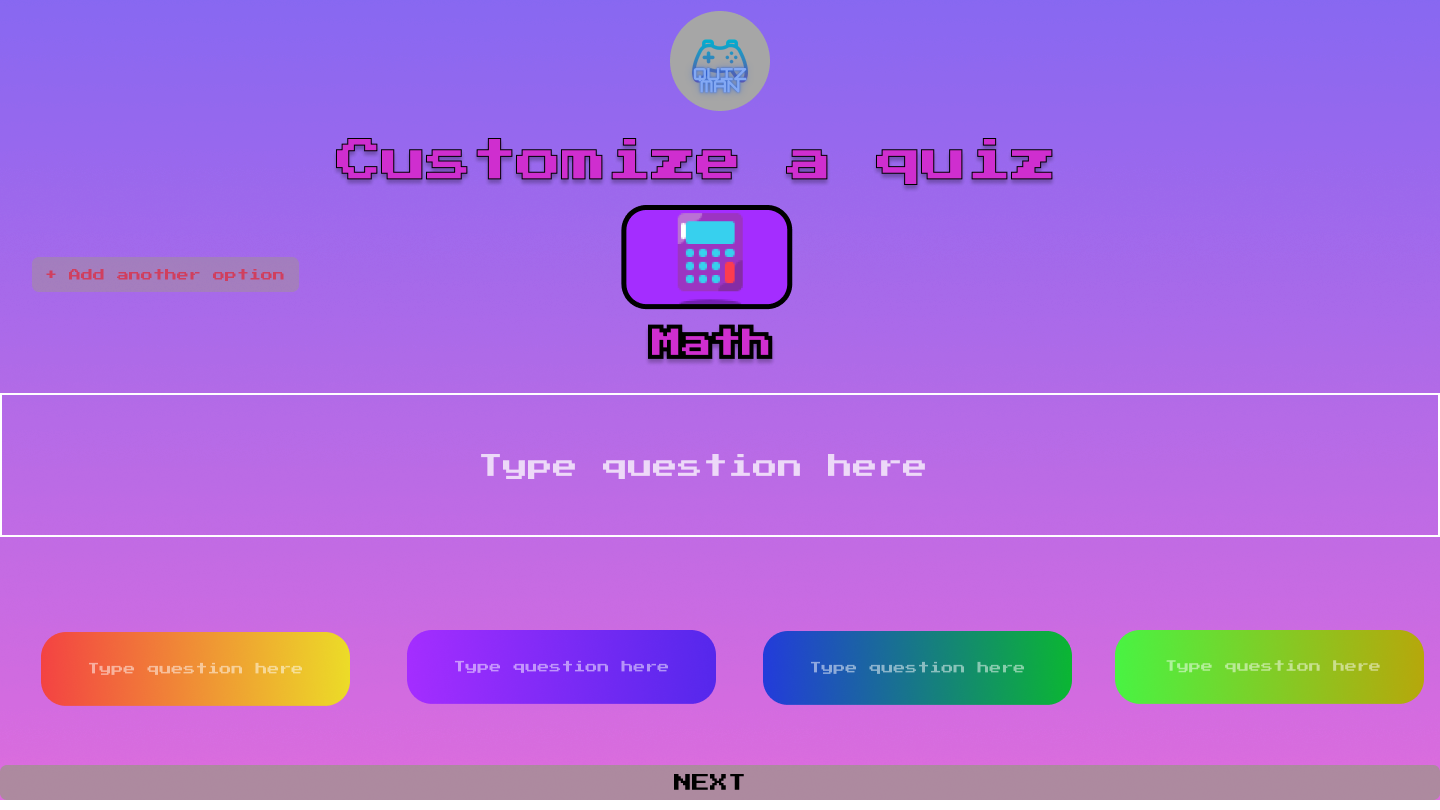 QUIZ
MAN
Customize a quiz
+ Add another option
Math
Type question here
Type question here
Type question here
Type question here
Type question here
NEXT